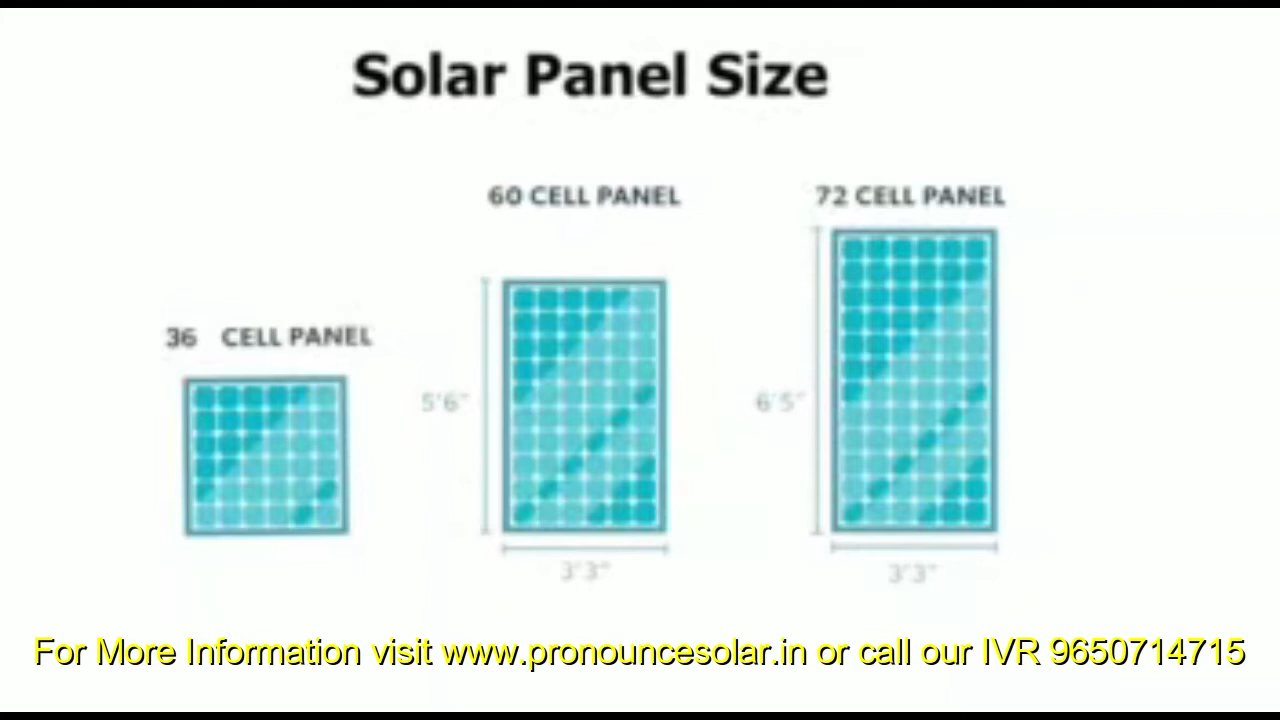 Solar Panel Size
60 CELL PANEL
72 CELL PANEL
36 CELL PANEL
5'6"
6'5"
3'3"
3'3"
For More Information visit www.pronouncesolar.in or call our IVR 9650714715